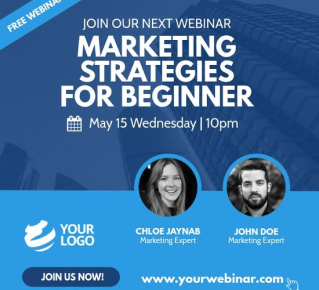 FREE WEBINAR
JOIN OUR NEXT WEBINAR
MARKETING
STRATEGIES
FOR BEGINNER
May 15 Wednesday | 10pm
YOUR
LOGO
CHLOE JAYNAB
Marketing Expert
JOHN DOE
Marketing Expert
JOIN US NOW!
www.yourwebinar.com